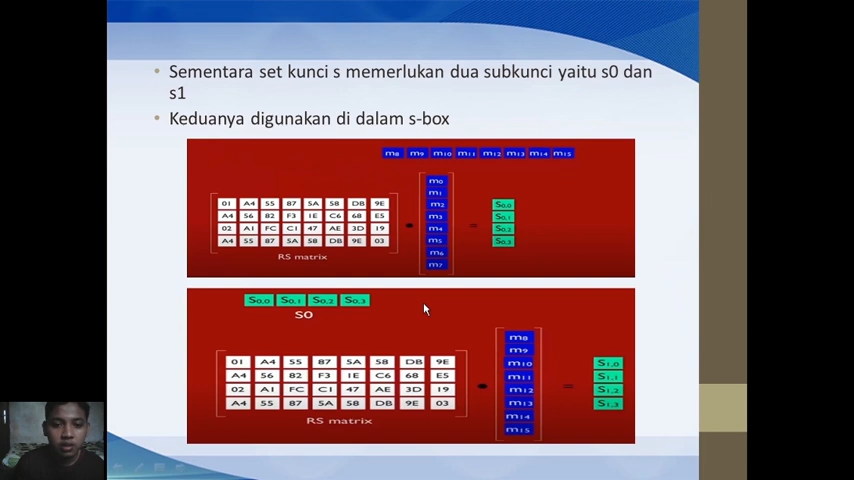 • Sementara set kunci s memerlukan dua subkunci yaitu s0 dan
s1
• Keduanya digunakan di dalam s-box
m8 m9 m10 m11 m12 m13 m14 m15
m0
m1
m2
m3
m4
m5
m6
m7
01 A4 55 87 5A 58 DB 9E
A4 56 82 F3 1E C6 68 E5
02 A1 FC C1 47 AE 3D 19
A4 55 87 5A 58 DB 9E 03
• =
S0,0
S0,1
S0,2
S0,3
RS matrix
S0,0 S0,1 S0,2 S0,3
S0
01 A4 55 87 5A 58 DB 9E
A4 56 82 F3 1E C6 68 E5
02 A1 FC C1 47 AE 3D 19
A4 55 87 5A 58 DB 9E 03
RS matrix
• =
m8
m9
m10
m11
m12
m13
m14
m15
S1,0
S1,1
S1,2
S1,3